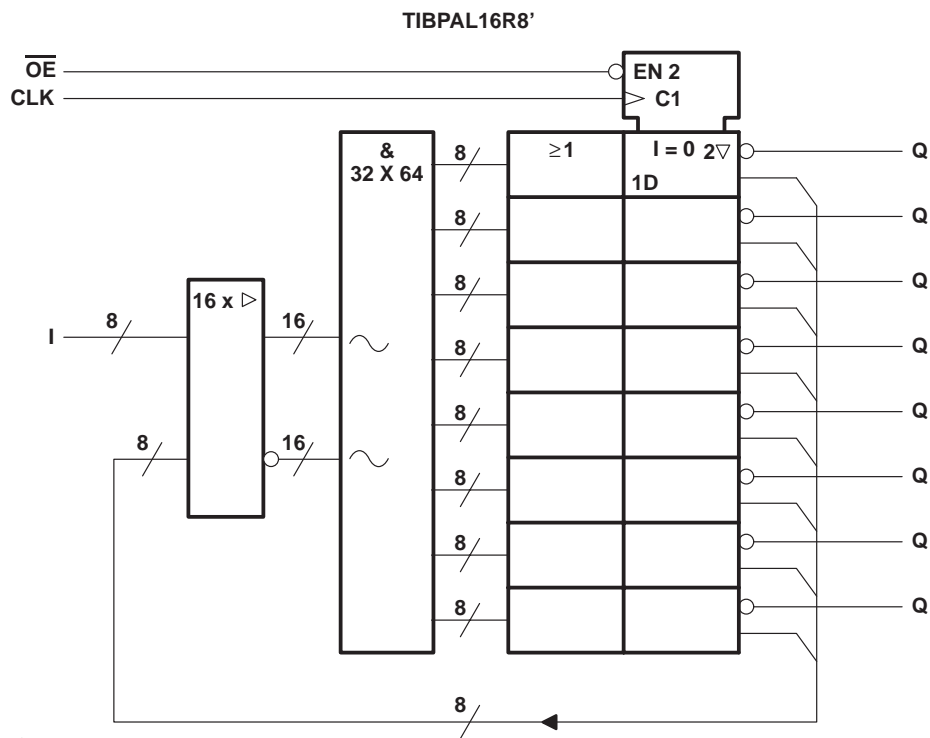 TIBPAL16R8’
OE
CLK
EN 2
C1
&
32 X 64
8
≥1
I = 0 2▽
1D
Q
8
Q
8
Q
16 x ▷
8
16
I
8
Q
8
Q
8
16
8
Q
8
Q
8
Q
8